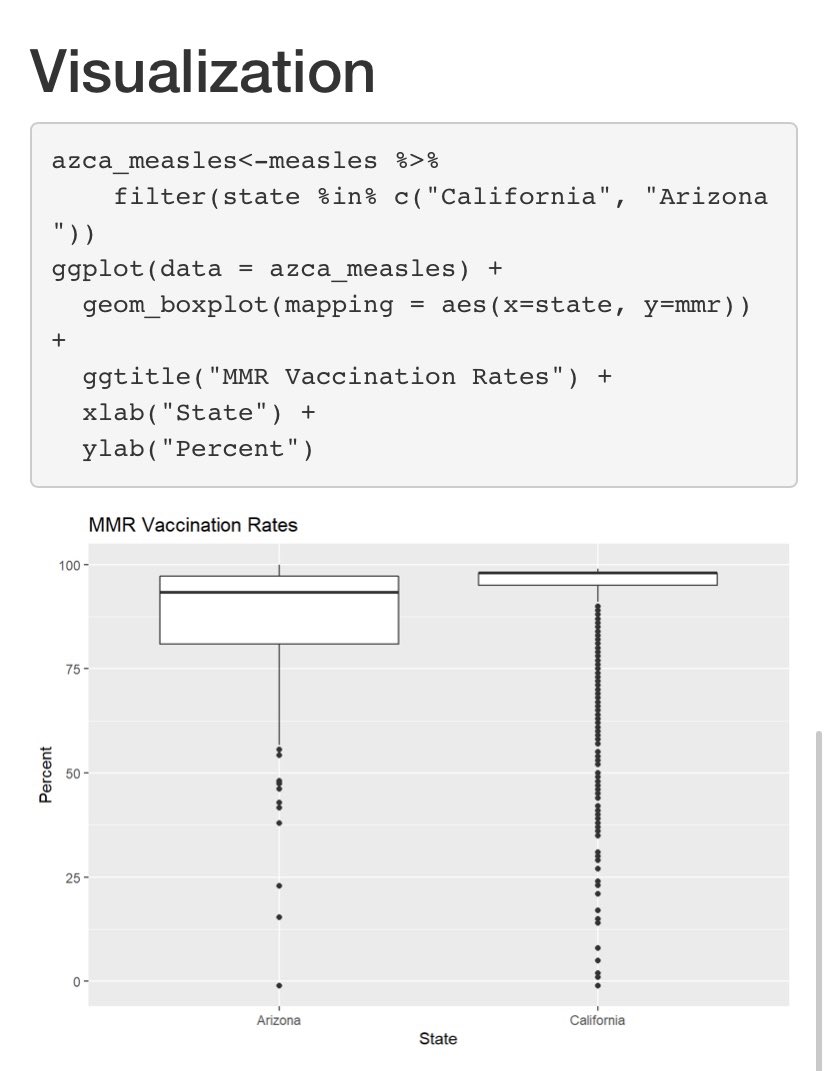 Visualization
azca_measles<-measles %>%
    filter(state %in% c("California", "Arizona
"))
ggplot(data = azca_measles) +
  geom_boxplot(mapping = aes(x=state, y=mmr))
+
  ggtitle("MMR Vaccination Rates") +
  xlab("State") +
  ylab("Percent")
MMR Vaccination Rates
100
75
50
25
0
Percent
Arizona
California
State